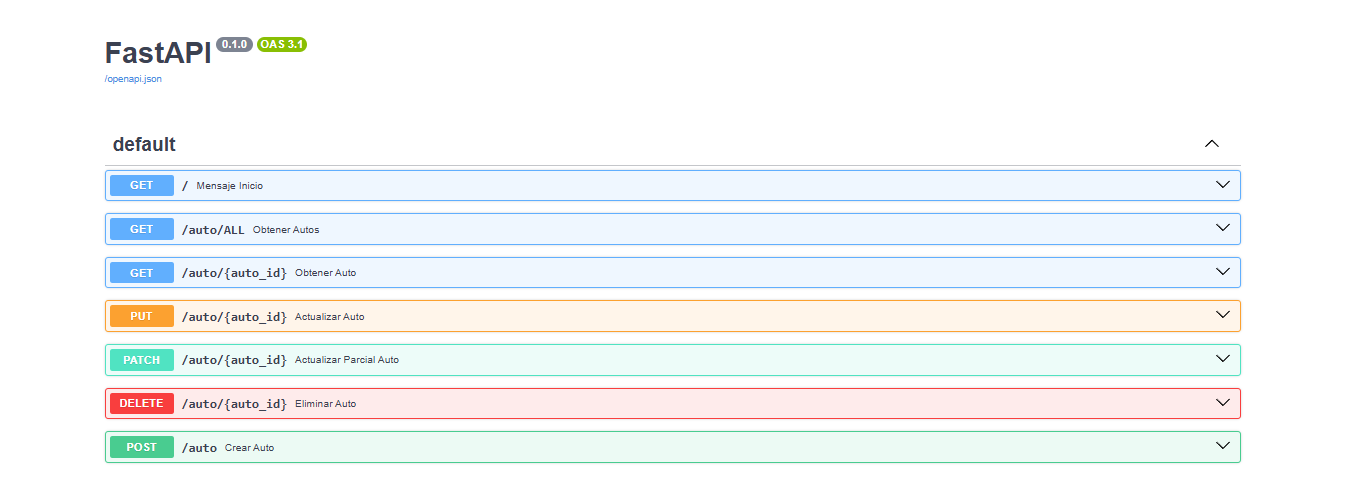 FastAPI 0.1.0 OAS 3.1
/openapi.json
default
GET / Mensaje Inicio
GET /auto/ALL Obtener Autos
GET /auto/{auto_id} Obtener Auto
PUT /auto/{auto_id} Actualizar Auto
PATCH /auto/{auto_id} Actualizar Parcial Auto
DELETE /auto/{auto_id} Eliminar Auto
POST /auto Crear Auto